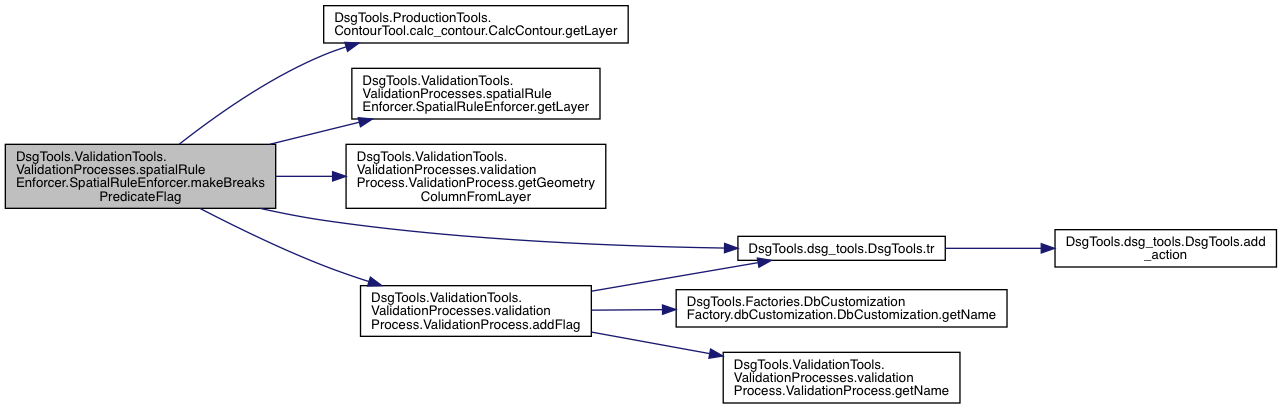 DsgTools.ProductionTools.
ContourTool.calc_contour.CalcContour.getLayer
DsgTools.ValidationTools.
ValidationProcesses.spatialRule
Enforcer.SpatialRuleEnforcer.getLayer
DsgTools.ValidationTools.
ValidationProcesses.spatialRule
Enforcer.SpatialRuleEnforcer.makeBreaks
PredicateFlag
DsgTools.ValidationTools.
ValidationProcesses.validation
Process.ValidationProcess.getGeometry
ColumnFromLayer
DsgTools.dsg_tools.DsgTools.tr
DsgTools.dsg_tools.DsgTools.add
_action
DsgTools.ValidationTools.
ValidationProcesses.validation
Process.ValidationProcess.addFlag
DsgTools.Factories.DbCustomization
Factory.dbCustomization.DbCustomization.getName
DsgTools.ValidationTools.
ValidationProcesses.validation
Process.ValidationProcess.getName